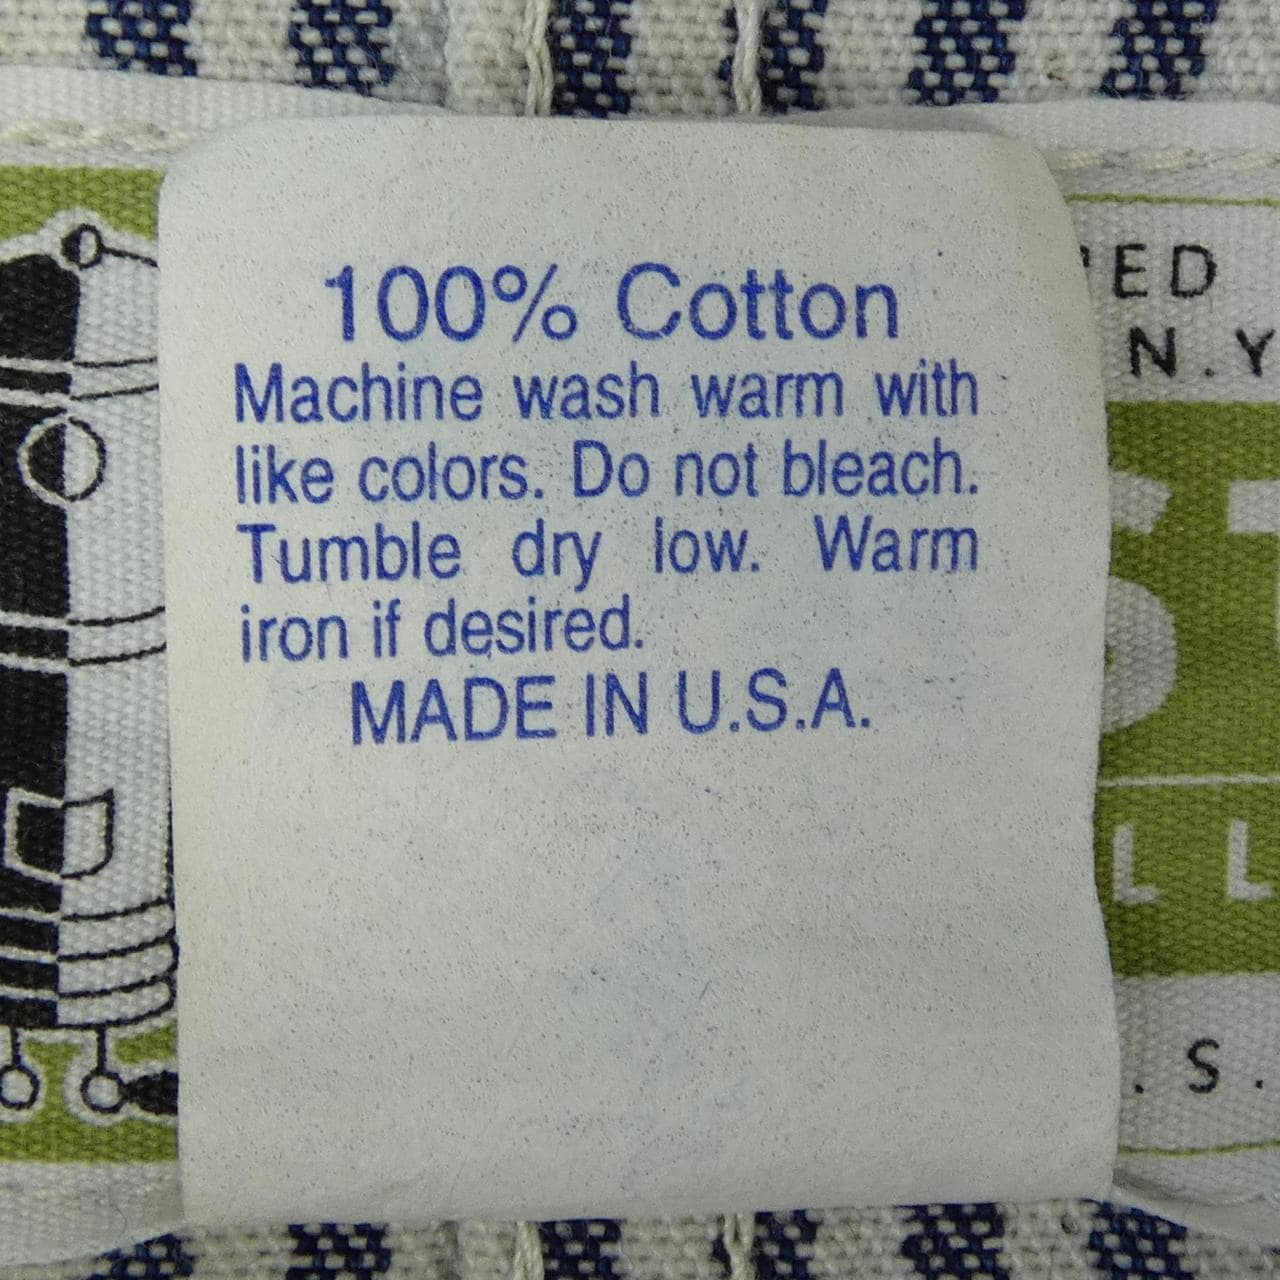 100% Cotton
Machine wash warm with
like colors. Do not bleach.
Tumble dry low. Warm
iron if desired.
MADE IN U.S.A.
N.Y